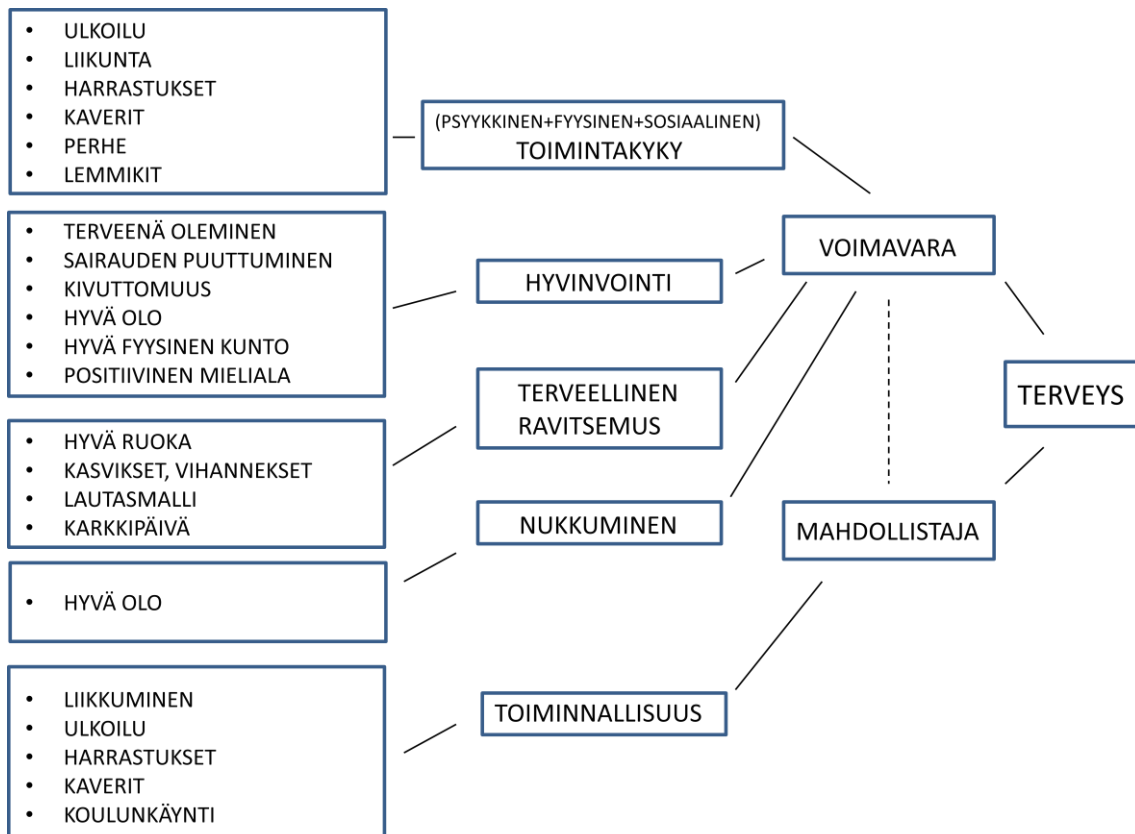 • ULKOILU
• LIIKUNTA
• HARRASTUKSET
• KAVERIT
• PERHE
• LEMMIKIT
(PSYYKKINEN+FYYSINEN+SOSIAALINEN)
TOIMINTAKYKY
• TERVEENÄ OLEMINEN
• SAIRAUDEN PUUTTUMINEN
• KIVUTTOMUUS
• HYVÄ OLO
• HYVÄ FYYSINEN KUNTO
• POSITIIVINEN MIELIALA
HYVINVOINTI
VOIMAVARA
• HYVÄ RUOKA
• KASVIKSET, VIHANNEKSET
• LAUTASMALLI
• KARKKIPÄIVÄ
TERVEELLINEN
RAVITSEMUS
TERVEYS
• HYVÄ OLO
NUKKUMINEN
MAHDOLLISTAJA
• LIIKKUMINEN
• ULKOILU
• HARRASTUKSET
• KAVERIT
• KOULUNKÄYNTI
TOIMINNALLISUUS